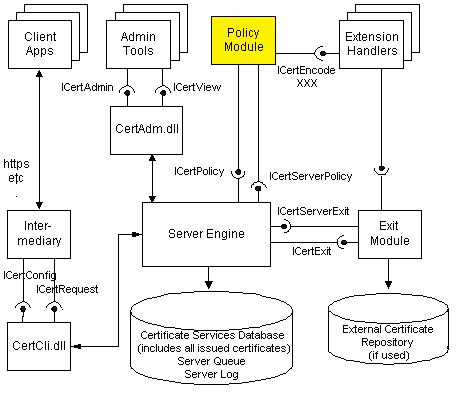 Client
Apps
Admin
Tools
Policy
Module
Extension
Handlers
ICertAdmin
ICertView
ICertEncode
XXX
CertAdm.dll
https
etc
.
ICertPolicy
ICertServerPolicy
Inter-
mediary
Server Engine
ICertServerExit
ICertExit
Exit
Module
ICertConfig
ICertRequest
CertCli.dll
Certificate Services Database
(includes all issued certificates)
Server Queue
Server Log
External Certificate
Repository
(if used)